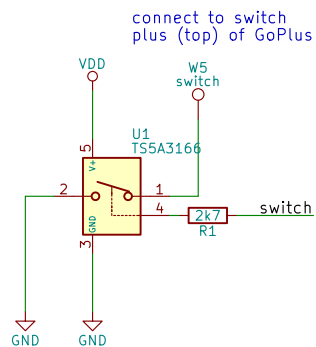 connect to switch
plus (top) of GoPlus
VDD
W5
switch
U1
TS5A3166
5
V+
2
1
4
2k7
switch
R1
GND
3
GND
GND